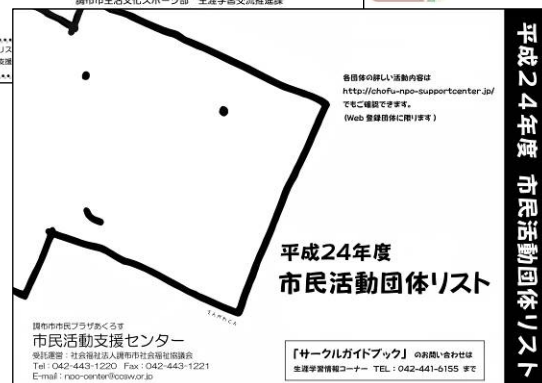 調布市生活文化スポーツ部 生涯学習交流推進課
各団体の詳しい活動内容は
http://chofu-npo-supportcenter.jp/
でもご確認できます。
(Web 登録団体に限ります)
平成24年度
市民活動団体リスト
調布市市民プラザあくろす
市民活動支援センター
受託運営:社会福祉法人調布市社会福祉協議会
Tel:042-443-1220 Fax:042-443-1221
E-mail:npo-center@ccsw.or.jp
「サークルガイドブック」 のお問い合わせは
生涯学習情報コーナー TEL:042-441-6155 まで
平成24年度 市民活動団体リスト